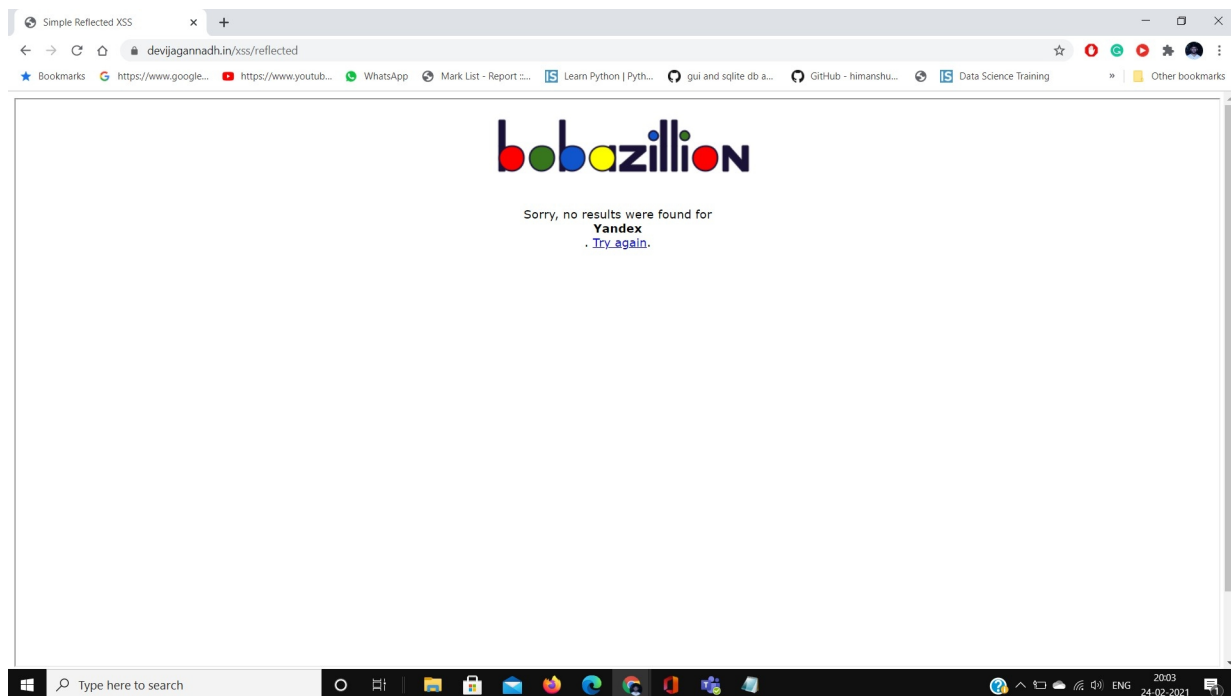 Simple Reflected XSS
devijagannadh.in/xss/reflected
Bookmarks
https://www.google...
https://www.youtub...
WhatsApp
Mark List - Report ::...
Learn Python | Pyth...
gui and sqlite db a...
GitHub - himanshu...
Data Science Training
»
Other bookmarks
bobazillion
Sorry, no results were found for
Yandex
. Try again.
Type here to search
ENG
20:03
24-02-2021